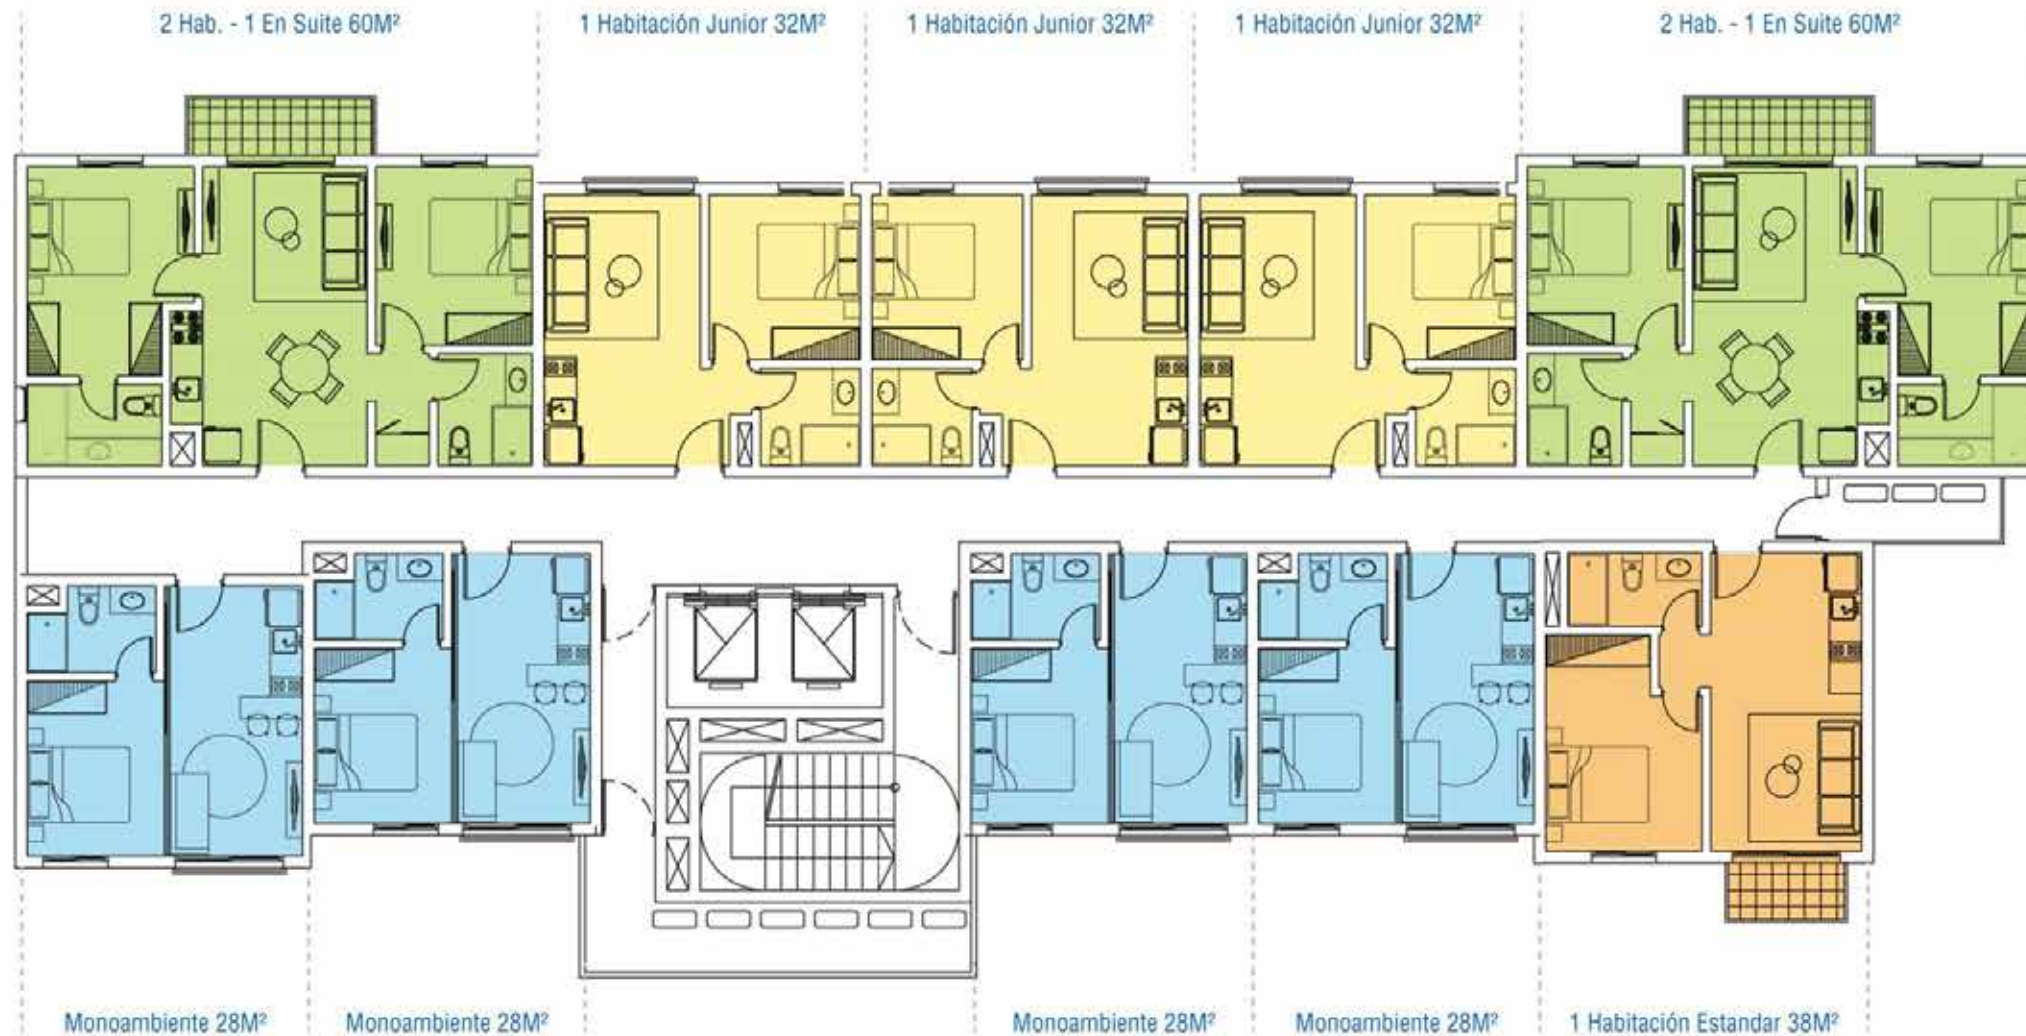 2 Hab. - 1 En Suite 60M²
1 Habitación Junior 32M²
1 Habitación Junior 32M²
1 Habitación Junior 32M²
2 Hab. - 1 En Suite 60M²
Monoambiente 28M²
Monoambiente 28M²
Monoambiente 28M²
Monoambiente 28M²
1 Habitación Estandar 38M²